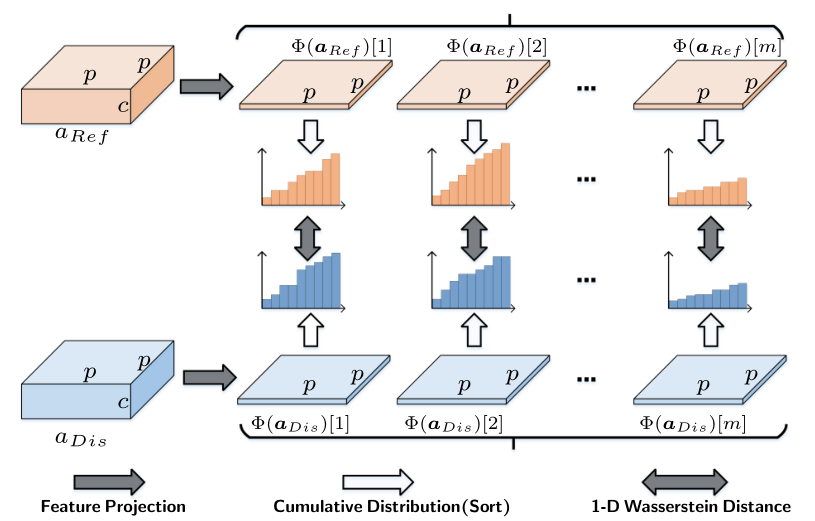 Φ(a_Ref)[1] Φ(a_Ref)[2] Φ(a_Ref)[m]
p p p p p p p p
c
a_Ref
...
...
...
p p p p p p p p
c
...
a_Dis
Φ(a_Dis)[1] Φ(a_Dis)[2] Φ(a_Dis)[m]
Feature Projection Cumulative Distribution(Sort) 1-D Wasserstein Distance